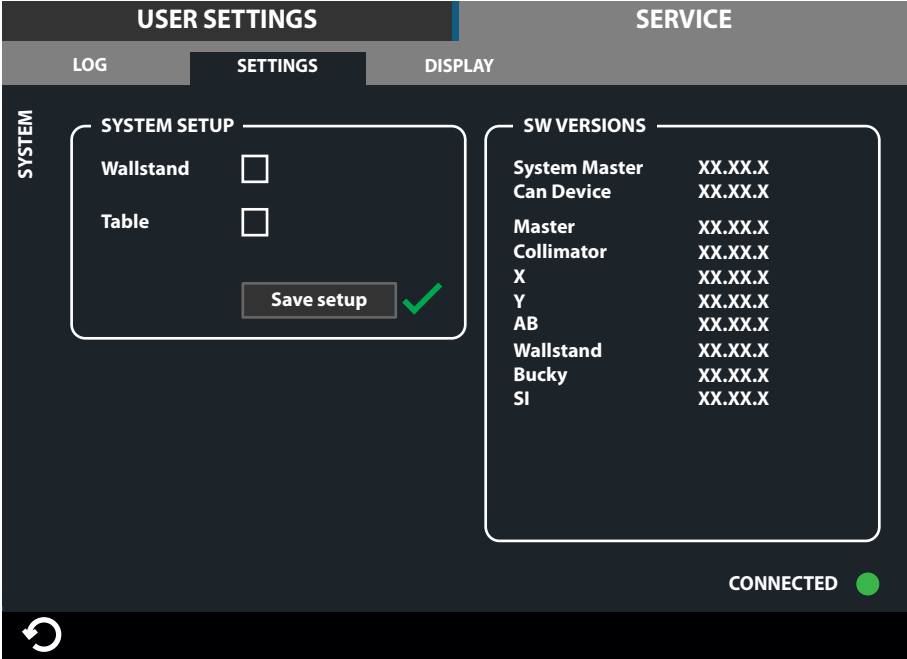 USER SETTINGS
SERVICE
LOG
SETTINGS
DISPLAY
SYSTEM
SYSTEM SETUP
Wallstand
Table
Save setup
SW VERSIONS
System Master XX.XX.X
Can Device XX.XX.X
Master XX.XX.X
Collimator XX.XX.X
X XX.XX.X
Y XX.XX.X
AB XX.XX.X
Wallstand XX.XX.X
Bucky XX.XX.X
SI XX.XX.X
CONNECTED